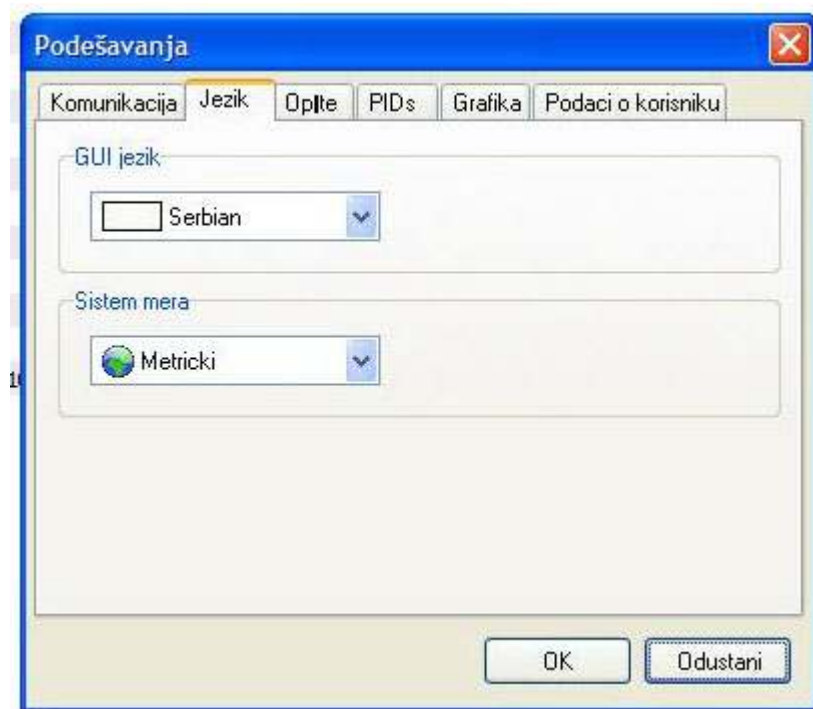 Podešavanja
Komunikacija Jezik Oplte PIDs Grafika Podaci o korisniku
GUI jezik
Serbian
Sistem mera
Metricki
OK Odustani